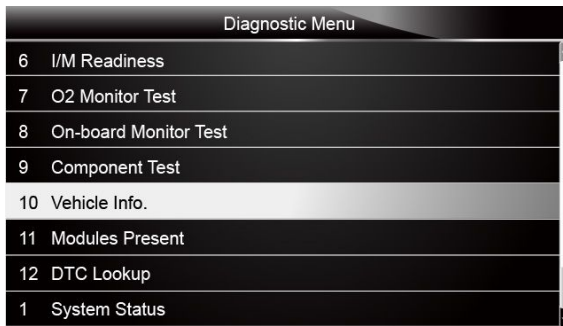 Diagnostic Menu
6 I/M Readiness
7 O2 Monitor Test
8 On-board Monitor Test
9 Component Test
10 Vehicle Info.
11 Modules Present
12 DTC Lookup
1 System Status